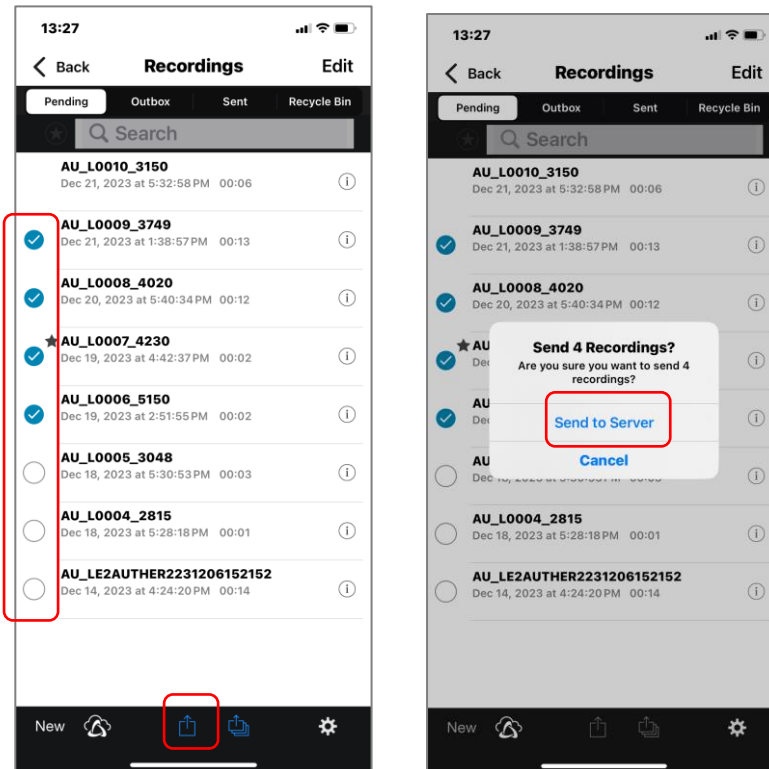 13:27
Back Recordings Edit
Pending Outbox Sent Recycle Bin
Search
AU_L0010_3150
Dec 21, 2023 at 5:32:58 PM 00:06
AU_L0009_3749
Dec 21, 2023 at 1:38:57 PM 00:13
AU_L0008_4020
Dec 20, 2023 at 5:40:34 PM 00:12
AU_L0007_4230
Dec 19, 2023 at 4:42:37 PM 00:02
AU_L0006_5150
Dec 19, 2023 at 2:51:55 PM 00:02
AU_L0005_3048
Dec 18, 2023 at 5:30:53 PM 00:03
AU_L0004_2815
Dec 18, 2023 at 5:28:18 PM 00:01
AU_LE2AUTHER2231206152152
Dec 14, 2023 at 4:24:20 PM 00:14
New
13:27
Back Recordings Edit
Pending Outbox Sent Recycle Bin
Search
AU_L0010_3150
Dec 21, 2023 at 5:32:58 PM 00:06
AU_L0009_3749
Dec 21, 2023 at 1:38:57 PM 00:13
AU_L0008_4020
Dec 20, 2023 at 5:40:34 PM 00:12
AU
Dec
Send 4 Recordings?
Are you sure you want to send 4
recordings?
AU
Dec
Send to Server
AU
Cancel
Dec
AU_L0004_2815
Dec 18, 2023 at 5:28:18 PM 00:01
AU_LE2AUTHER2231206152152
Dec 14, 2023 at 4:24:20 PM 00:14
New